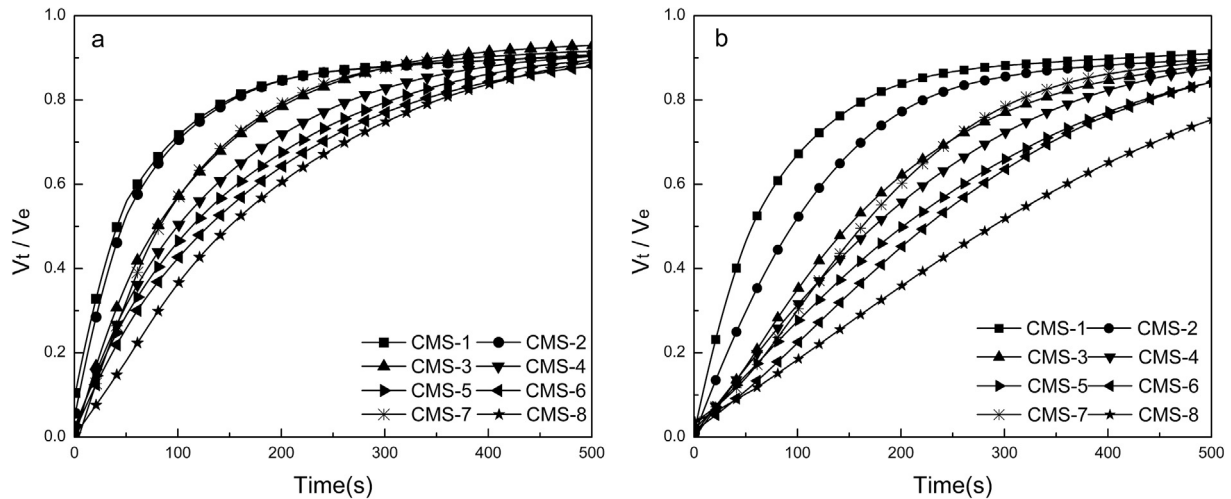 a
1.0
0.8
0.6
0.4
0.2
0.0
Vt / Ve
CMS-1 CMS-2
CMS-3 CMS-4
CMS-5 CMS-6
CMS-7 CMS-8
0 100 200 300 400 500
Time(s)
b
1.0
0.8
0.6
0.4
0.2
0.0
Vt / Ve
CMS-1 CMS-2
CMS-3 CMS-4
CMS-5 CMS-6
CMS-7 CMS-8
0 100 200 300 400 500
Time(s)